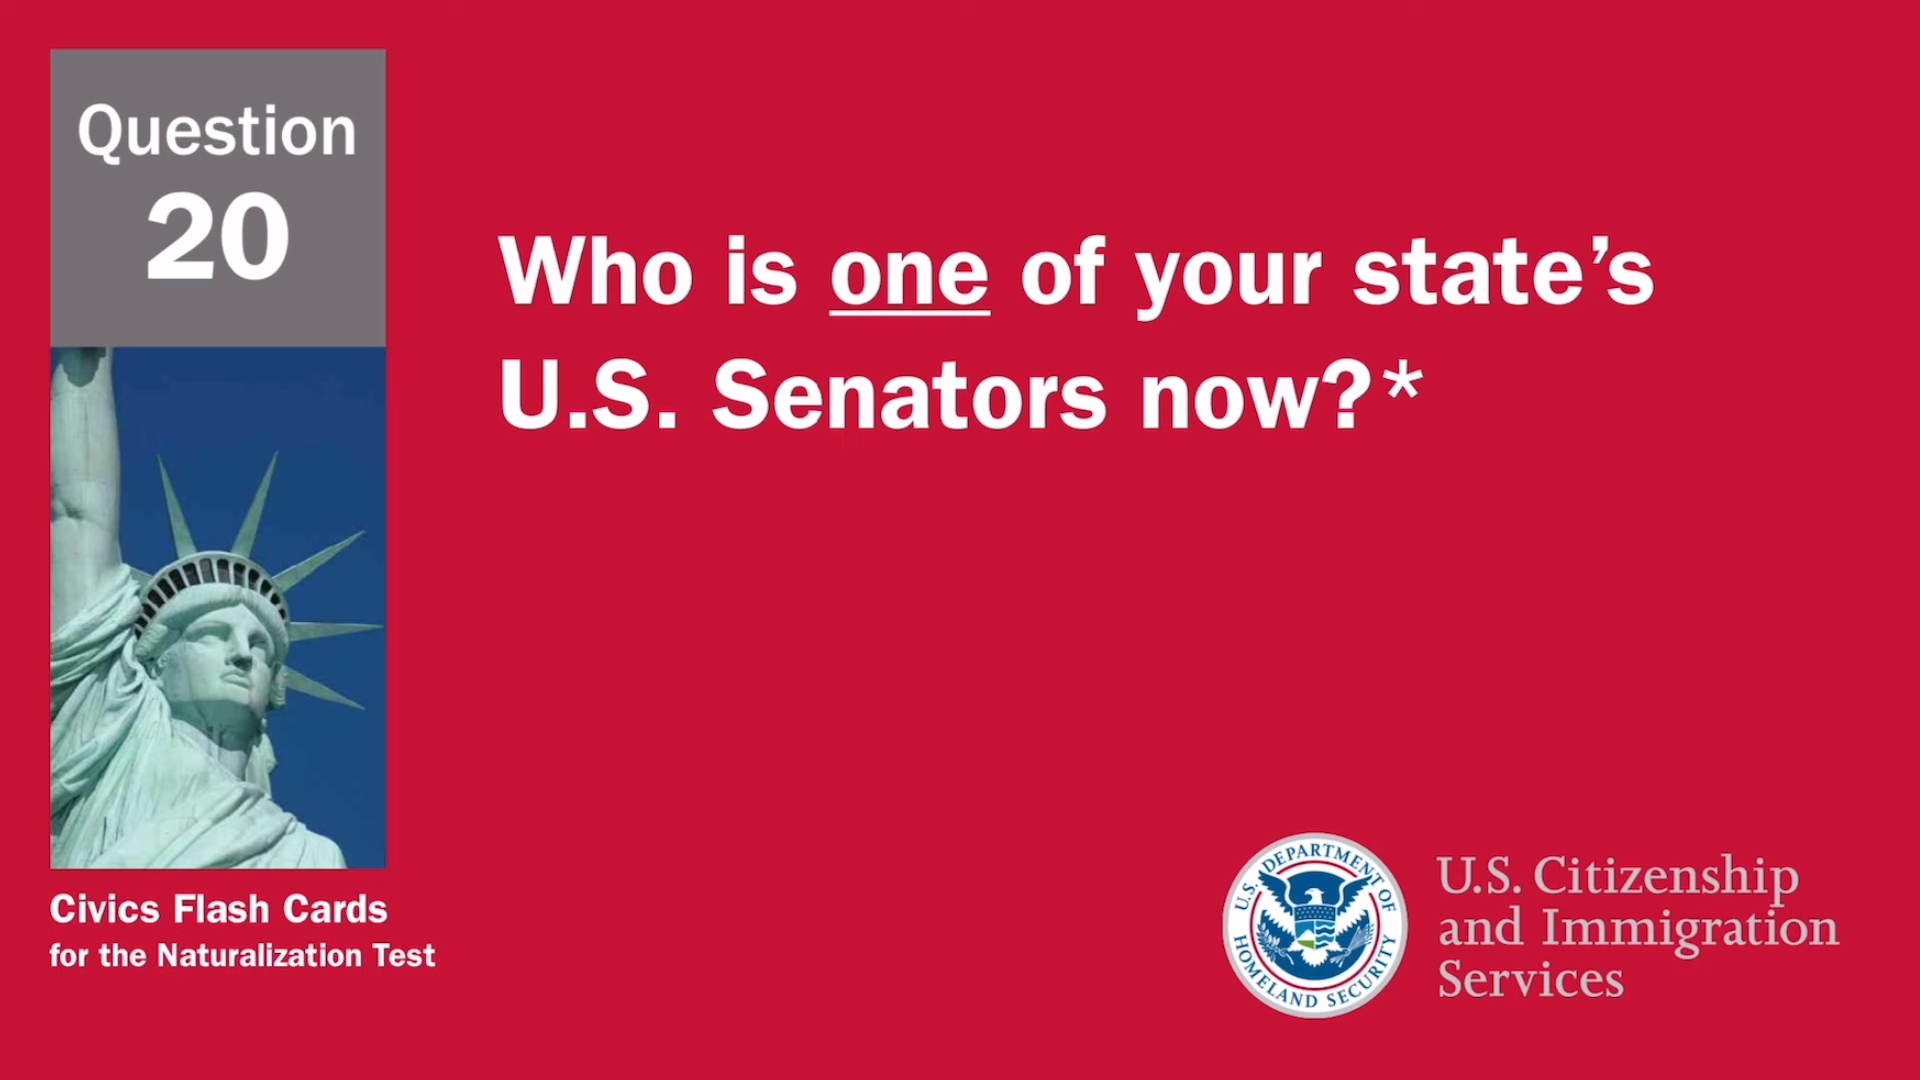 Question
20
Who is one of your state’s
U.S. Senators now?*
Civics Flash Cards
for the Naturalization Test
U.S. DEPARTMENT OF
HOMELAND SECURITY
U.S. Citizenship
and Immigration
Services